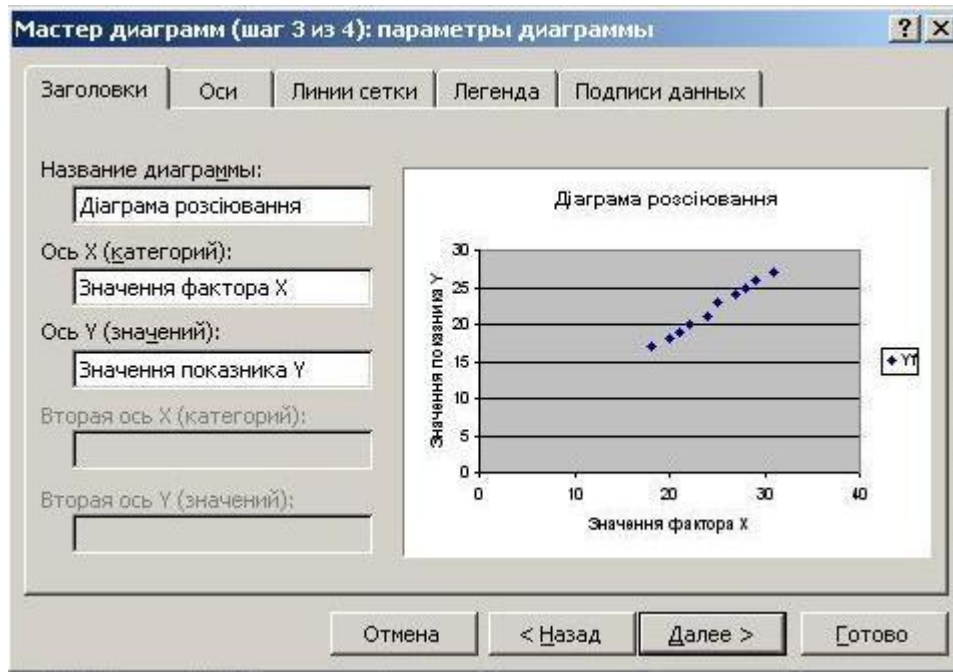 Мастер диаграмм (шаг 3 из 4): параметры диаграммы
Заголовки Оси Линии сетки Легенда Подписи данных
Название диаграммы:
Діаграма розсіювання
Ось X (категорий):
Значення фактора X
Ось Y (значений):
Значення показника Y
Вторая ось X (категорий):
Вторая ось Y (значений):
Діаграма розсіювання
Значення показника Y
30
25
20
15
10
5
0
0 10 20 30 40
Значення фактора X
Отмена < Назад Далее > Готово